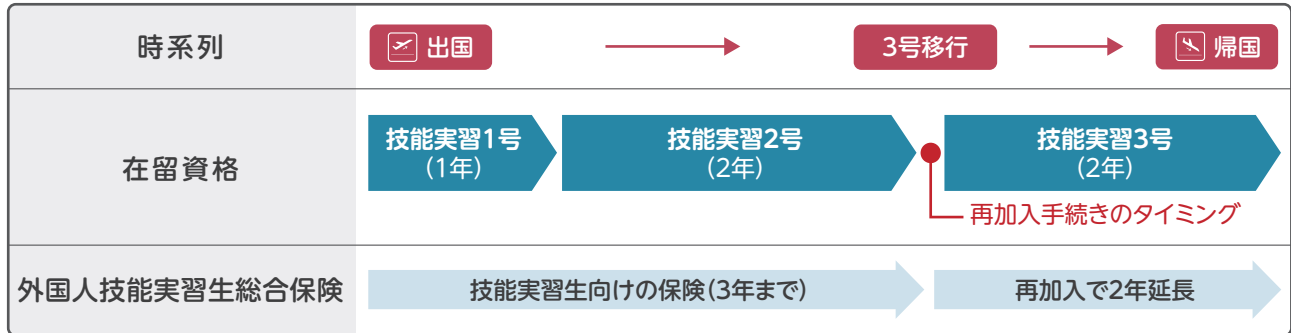 時系列
出国
3号移行
帰国
在留資格
技能実習1号
(1年)
技能実習2号
(2年)
技能実習3号
(2年)
再加入手続きのタイミング
外国人技能実習生総合保険
技能実習生向けの保険(3年まで)
再加入で2年延長